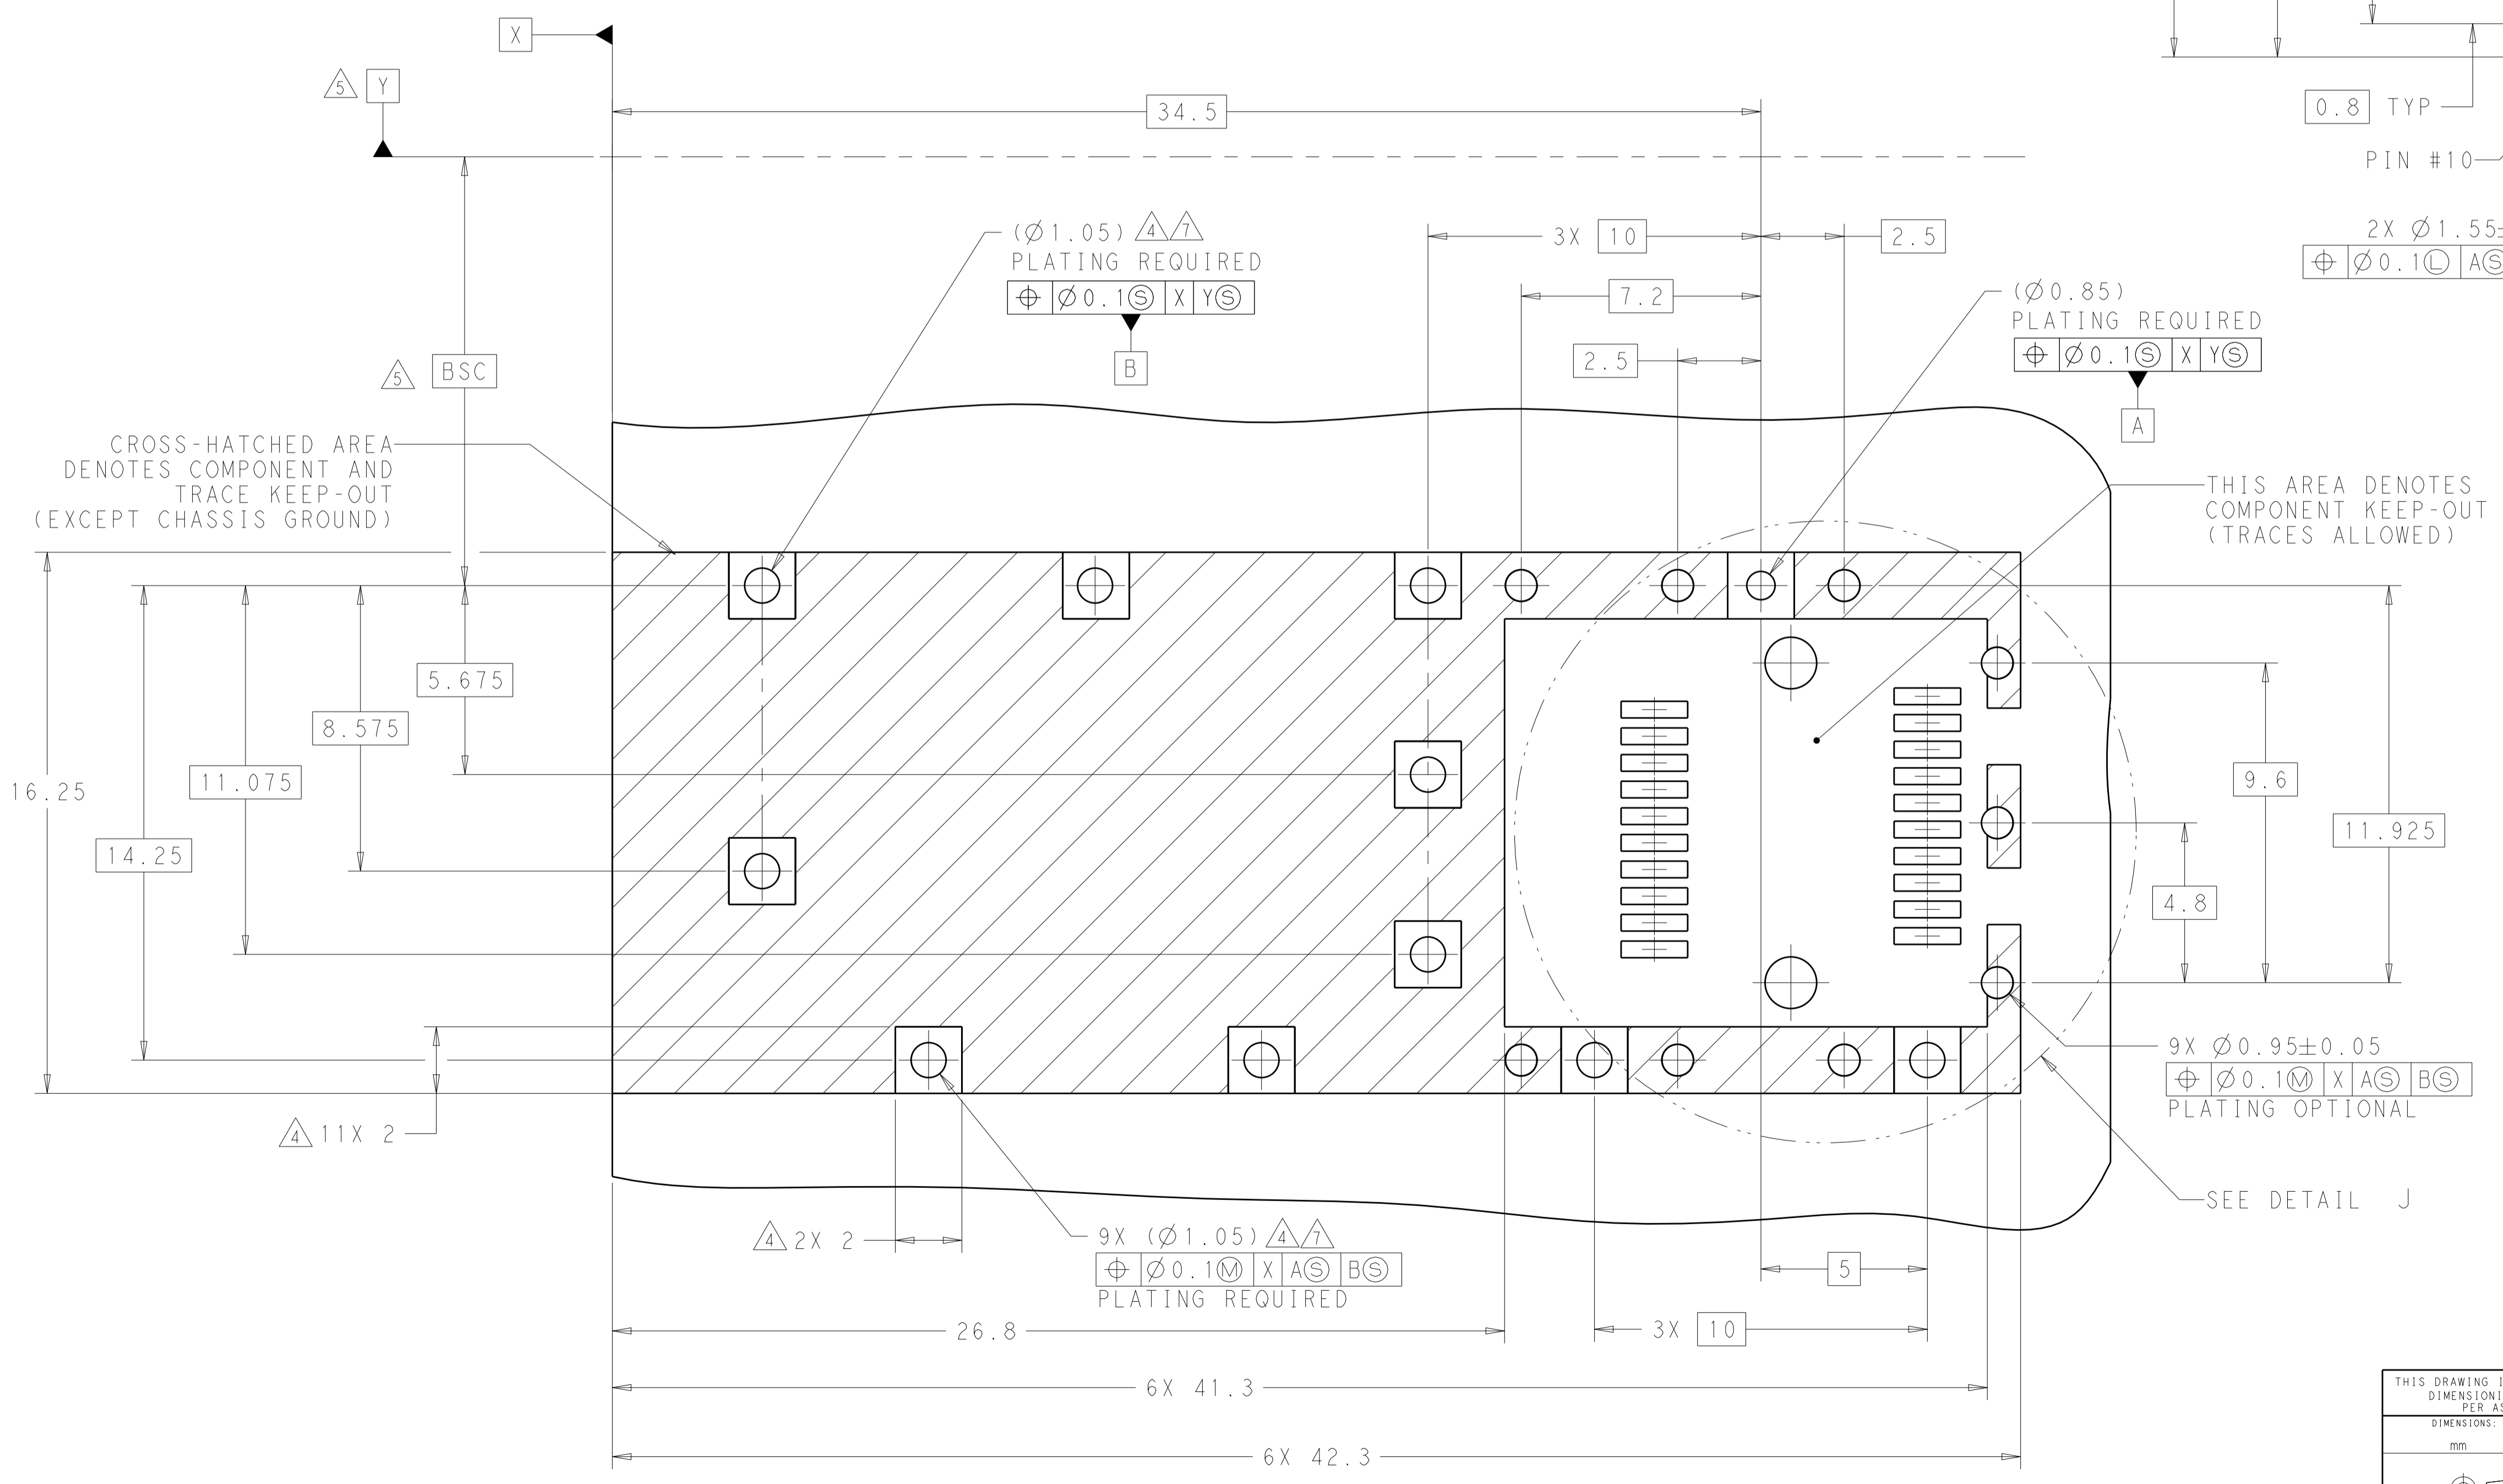 X
5 Y
34.5
0.8 TYP
PIN #10
(Ø1.05) 4 7
PLATING REQUIRED
⌖ Ø0.1Ⓢ X YⓈ
B
3X 10
2.5
7.2
2.5
2X Ø1.55±
⌖ Ø0.1Ⓛ AⓈ
(Ø0.85)
PLATING REQUIRED
⌖ Ø0.1Ⓢ X YⓈ
A
5 BSC
CROSS-HATCHED AREA
DENOTES COMPONENT AND
TRACE KEEP-OUT
(EXCEPT CHASSIS GROUND)
THIS AREA DENOTES
COMPONENT KEEP-OUT
(TRACES ALLOWED)
5.675
8.575
11.075
16.25
14.25
9.6
11.925
4.8
4 11X 2
9X Ø0.95±0.05
⌖ Ø0.1Ⓜ X AⓈ BⓈ
PLATING OPTIONAL
SEE DETAIL J
4 2X 2
9X (Ø1.05) 4 7
⌖ Ø0.1Ⓜ X AⓈ BⓈ
PLATING REQUIRED
5
26.8
3X 10
6X 41.3
6X 42.3
THIS DRAWING I
DIMENSIONI
PER AS
DIMENSIONS:
mm